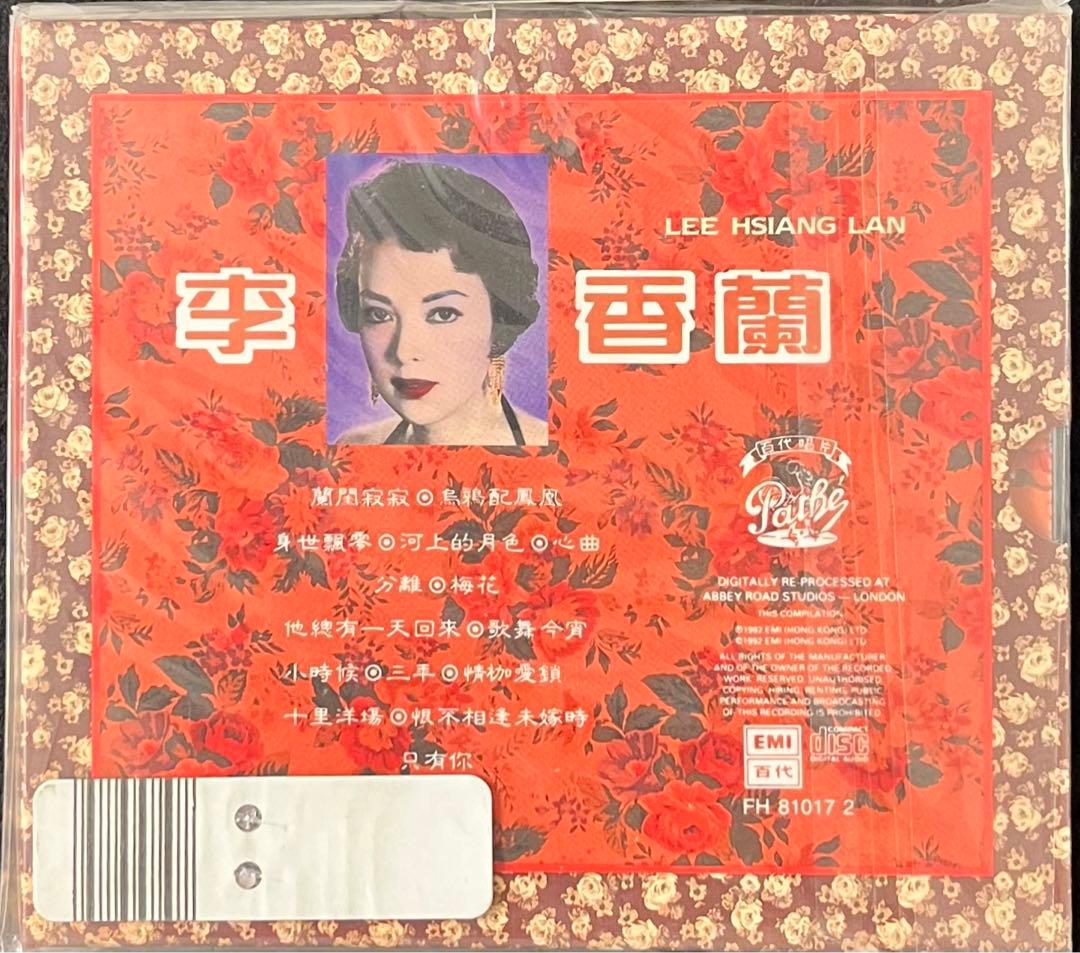 LEE HSIANG LAN
李香蘭
蘭閨寂寂◎烏鴉配鳳凰
身世飄零◎河上的月色◎心曲
分離◎梅花
他總有一天回來◎歌舞今宵
小時候◎三年◎情枷愛鎖
十里洋場◎恨不相逢未嫁時
只有你
百代唱片
Pathé
DIGITALLY RE-PROCESSED AT
ABBEY ROAD STUDIOS — LONDON
THIS COMPILATION
℗1992 EMI (HONG KONG) LTD
©1992 EMI (HONG KONG) LTD
ALL RIGHTS OF THE MANUFACTURER
AND OF THE OWNER OF THE RECORDED
WORK RESERVED. UNAUTHORISED
COPYING, HIRING, RENTING, PUBLIC
PERFORMANCE AND BROADCASTING
OF THIS RECORDING IS PROHIBITED
EMI
百代
COMPACT
disc
DIGITAL AUDIO
FH 81017 2